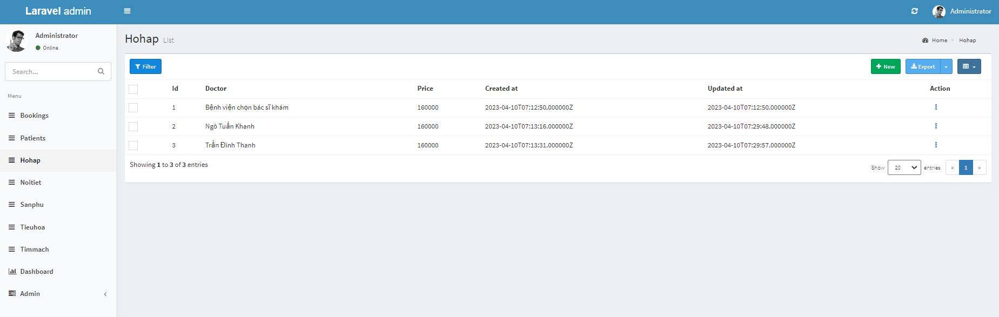 Laravel admin
Administrator
Administrator
Online
Search...
Menu
Bookings
Patients
Hohap
Noitiet
Sanphu
Tieuhoa
Timmach
Dashboard
Admin
Hohap List
Home > Hohap
Filter
New Export
Id Doctor Price Created at Updated at Action
1 Bệnh viện chọn bác sĩ khám 160000 2023-04-10T07:12:50.000000Z 2023-04-10T07:12:50.000000Z
2 Ngô Tuấn Khanh 160000 2023-04-10T07:13:16.000000Z 2023-04-10T07:29:48.000000Z
3 Trần Đình Thanh 160000 2023-04-10T07:13:31.000000Z 2023-04-10T07:29:57.000000Z
Showing 1 to 3 of 3 entries
Show 20 entries « 1 »